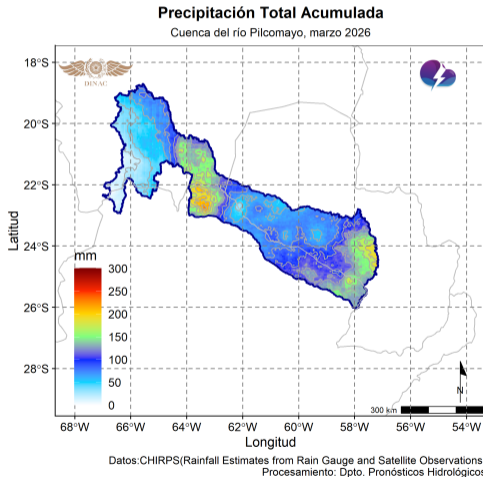 Precipitación Total Acumulada
Cuenca del río Pilcomayo, marzo 2026
DINAC
18°S
20°S
22°S
24°S
26°S
28°S
Latitud
mm
300
250
200
150
100
50
0
N
300 km
68°W 66°W 64°W 62°W 60°W 58°W 56°W 54°W
Longitud
Datos:CHIRPS(Rainfall Estimates from Rain Gauge and Satellite Observations
Procesamiento: Dpto. Pronósticos Hidrológicos